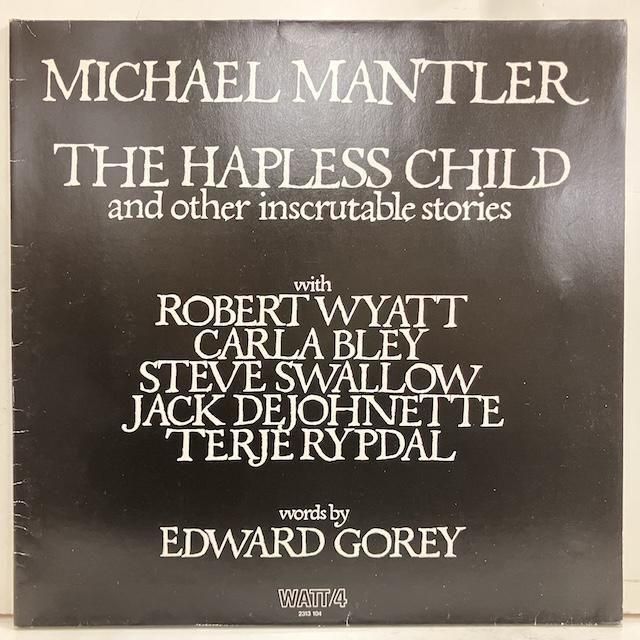 MICHAEL MANTLER
THE HAPLESS CHILD
and other inscrutable stories
with
ROBERT WYATT
CARLA BLEY
STEVE SWALLOW
JACK DEJOHNETTE
TERJE RYPDAL
words by
EDWARD GOREY
WATT/4
2313 104